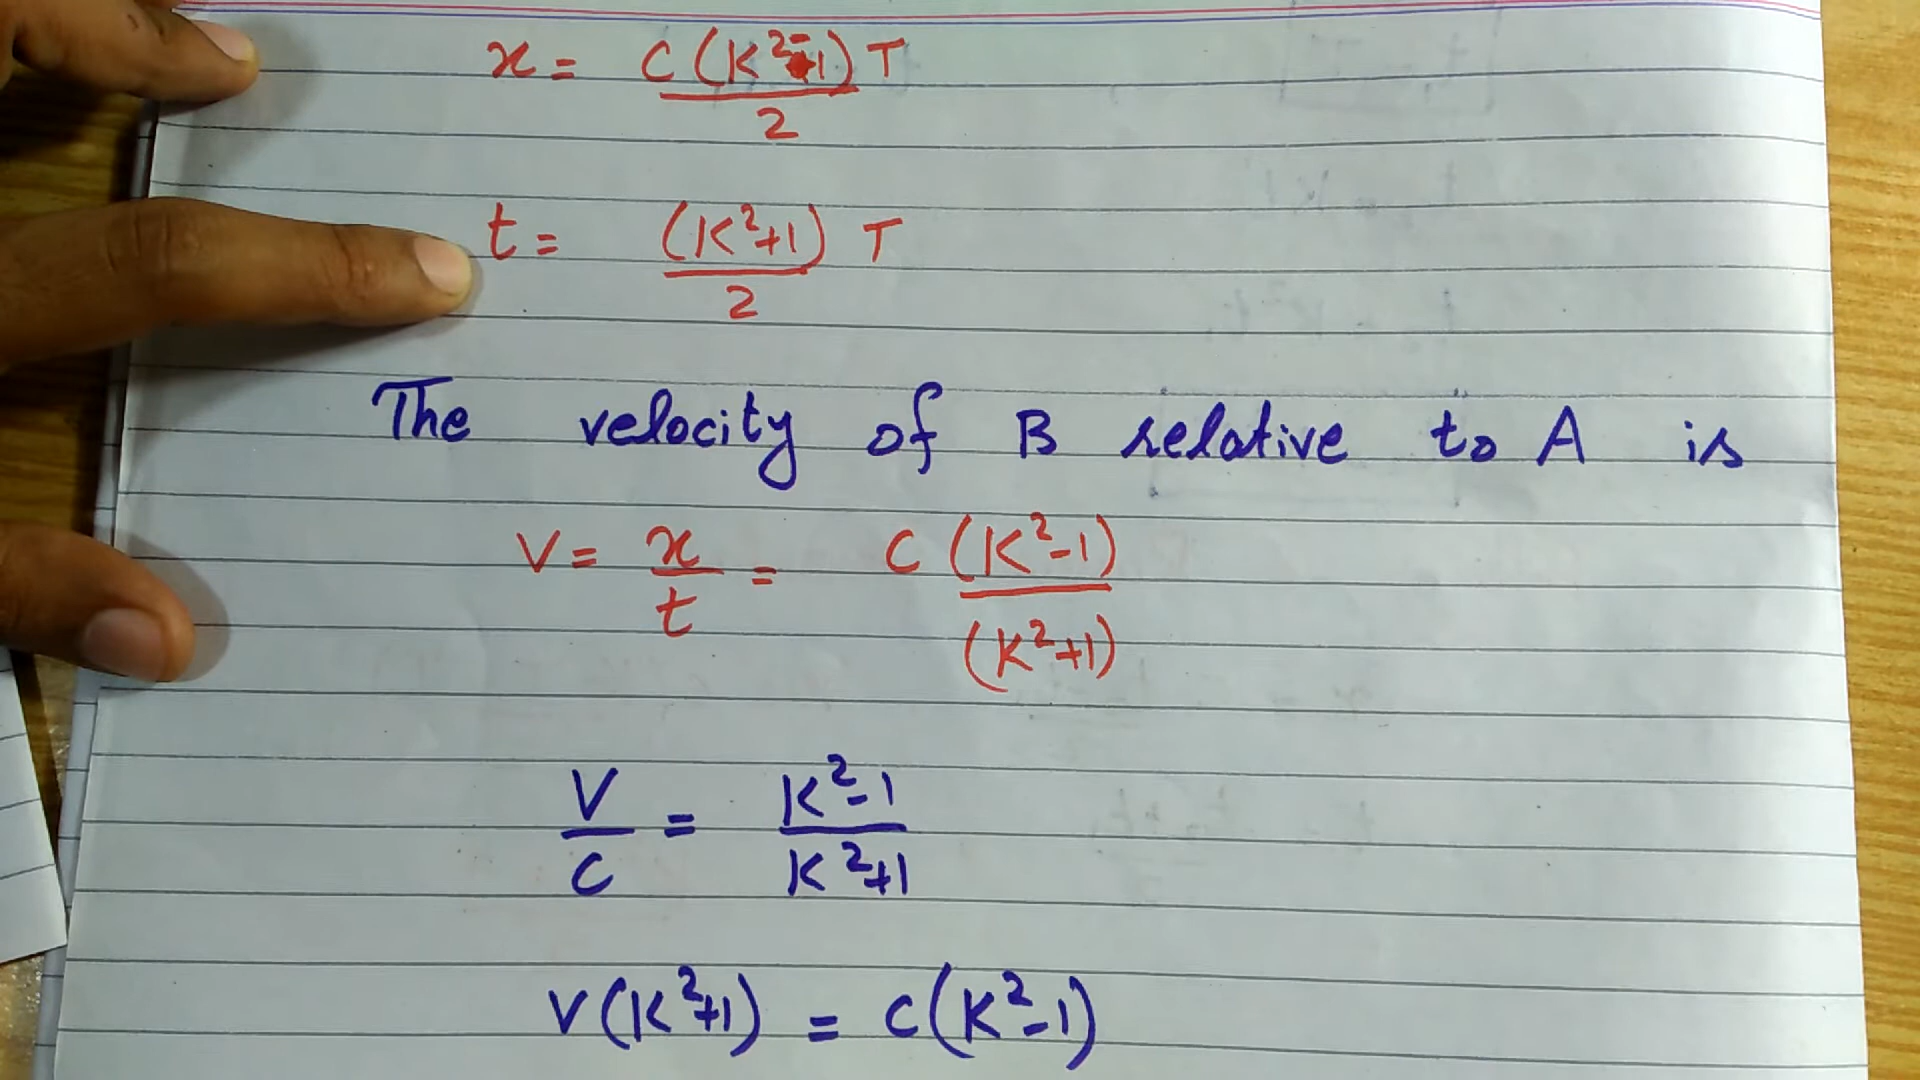 x = C(K²-1)T / 2
t = (K²+1)T / 2
The velocity of B relative to A is
V = x/t = C(K²-1) / (K²+1)
V/C = K²-1 / K²+1
V(K²+1) = C(K²-1)